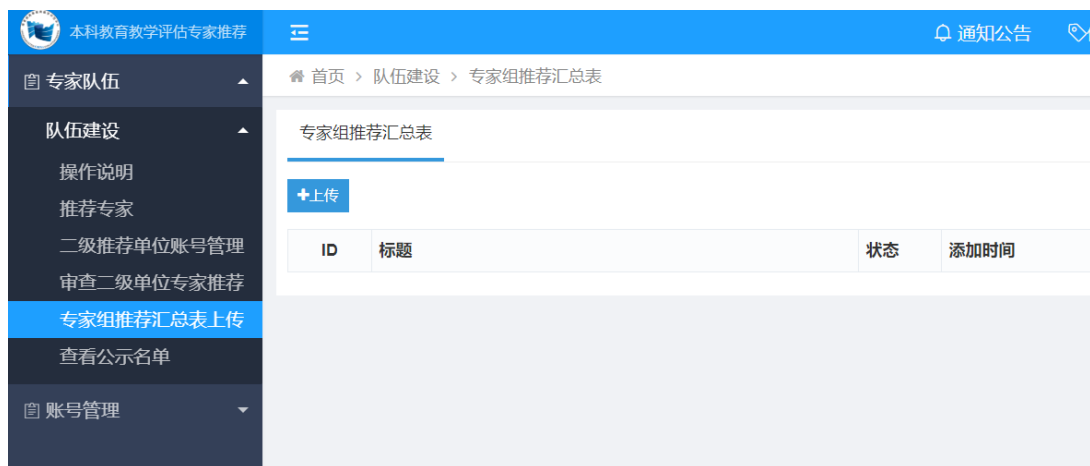 本科教育教学评估专家推荐
通知公告
专家队伍
首页 > 队伍建设 > 专家组推荐汇总表
队伍建设
专家组推荐汇总表
操作说明
+上传
推荐专家
二级推荐单位账号管理
ID 标题 状态 添加时间
审查二级单位专家推荐
专家组推荐汇总表上传
查看公示名单
账号管理